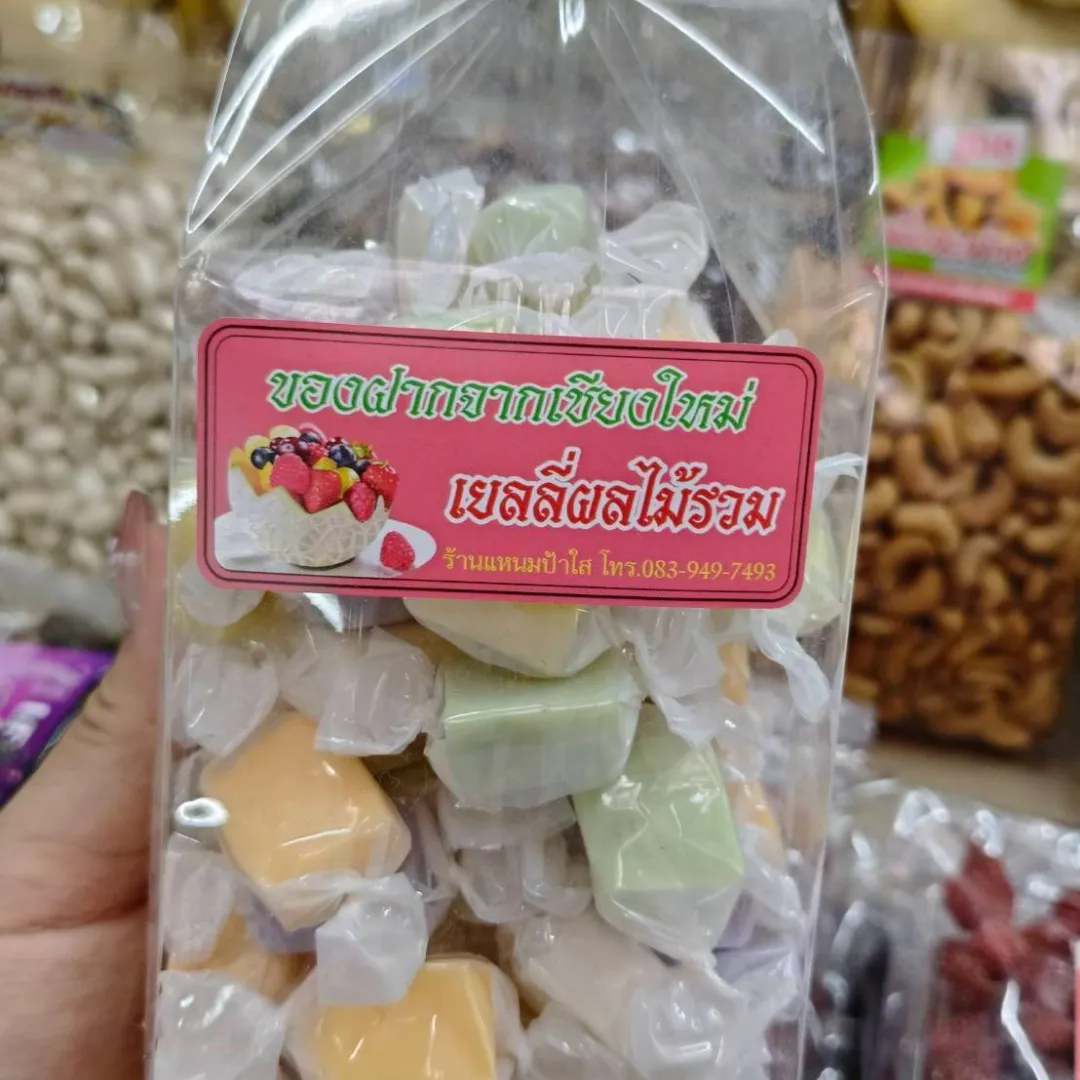 ของฝากจากเชียงใหม่
เยลลี่ผลไม้รวม
ร้านแหนมป้าใส โทร.083-949-7493